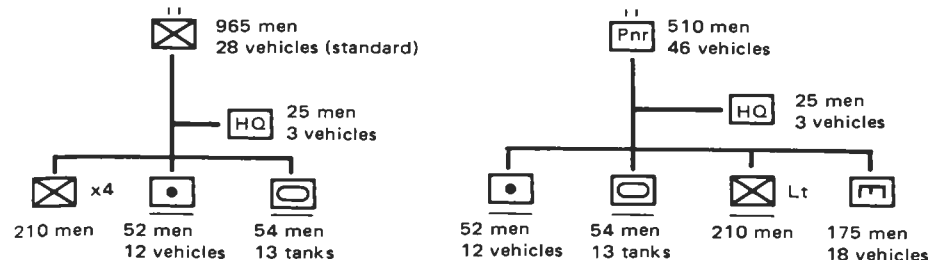 965 men
28 vehicles (standard)
HQ
25 men
3 vehicles
x4
210 men
52 men
12 vehicles
54 men
13 tanks
Pnr
510 men
46 vehicles
HQ
25 men
3 vehicles
Lt
52 men
12 vehicles
54 men
13 tanks
210 men
175 men
18 vehicles